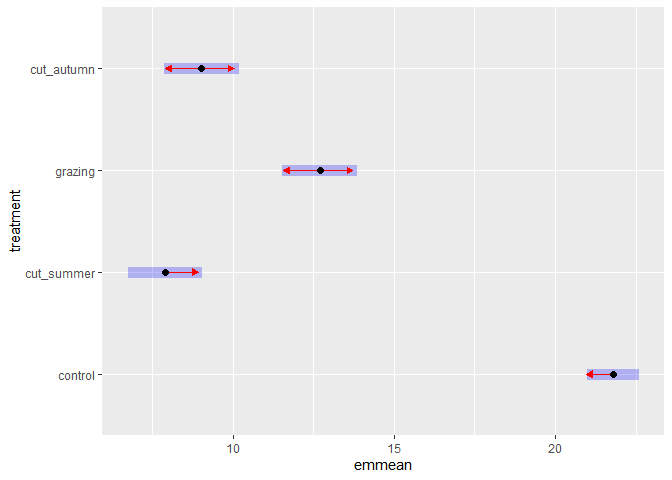 cut_autumn
grazing
cut_summer
control
treatment
10
15
20
emmean